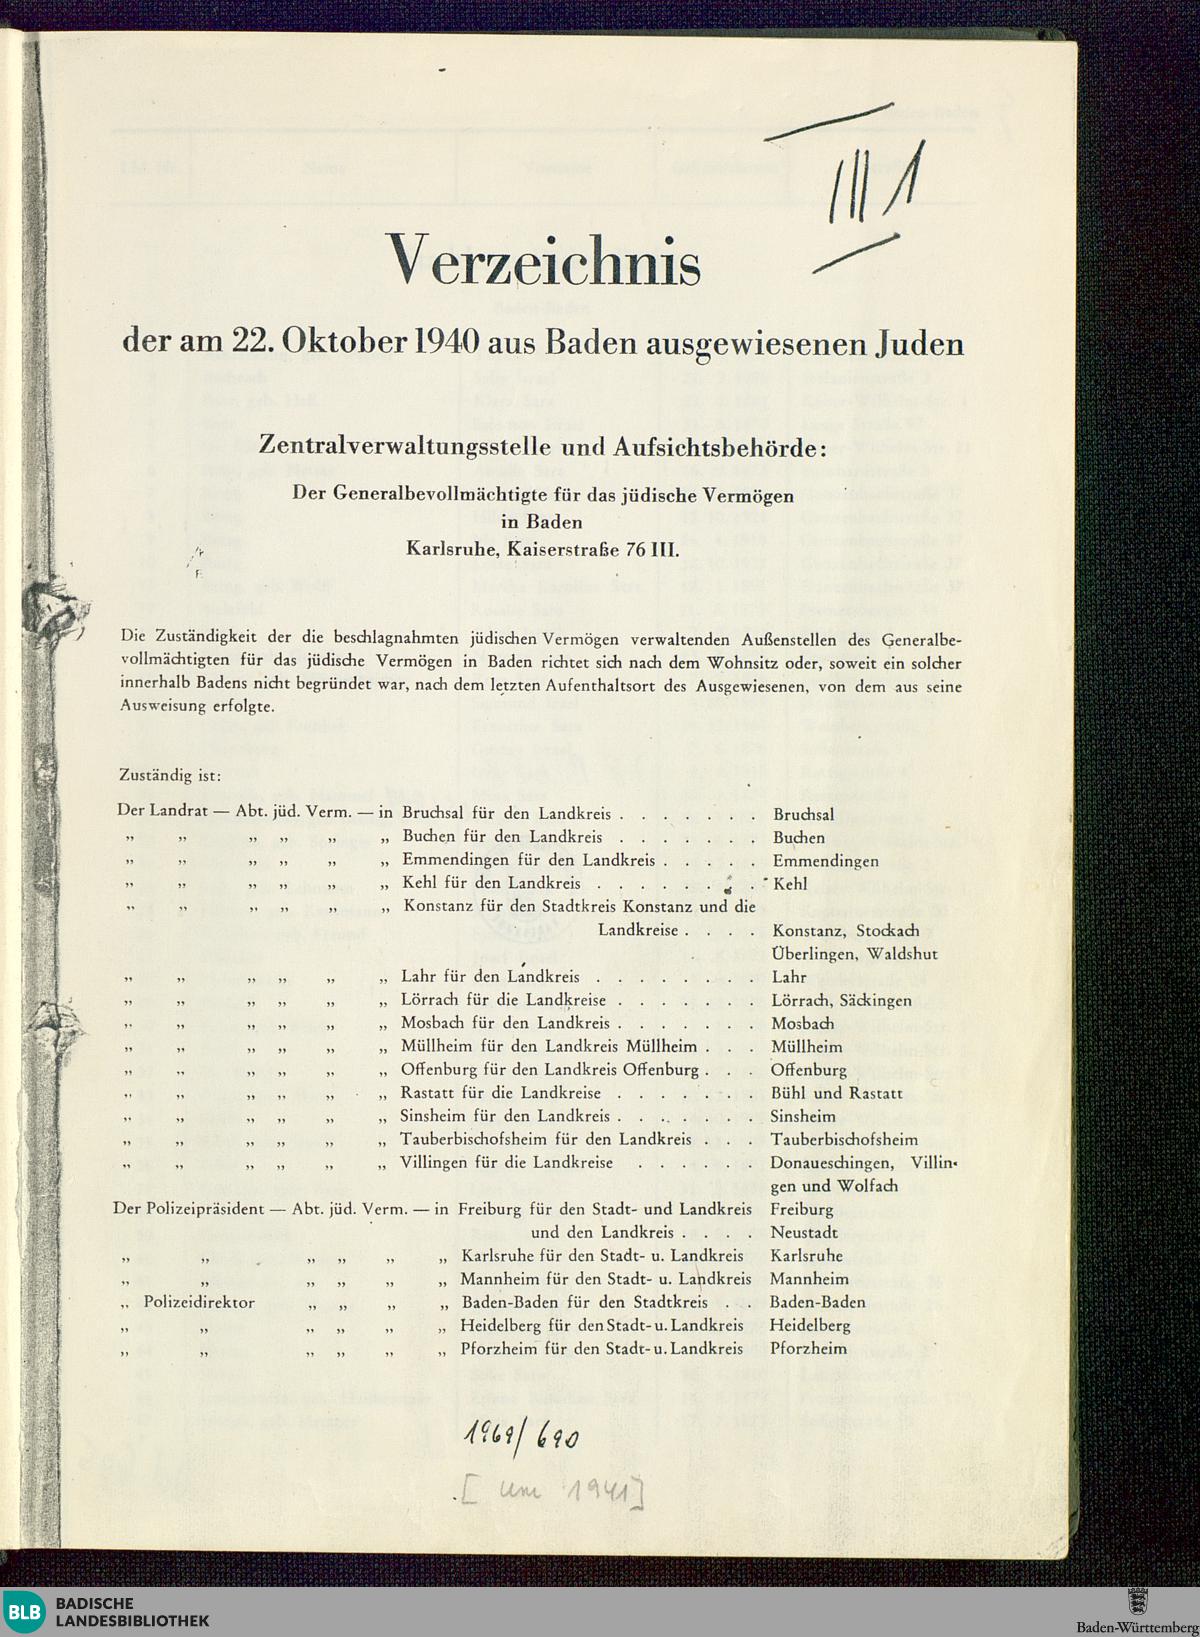 III 1
Verzeichnis
der am 22. Oktober 1940 aus Baden ausgewiesenen Juden
Zentralverwaltungsstelle und Aufsichtsbehörde:
Der Generalbevollmächtigte für das jüdische Vermögen
in Baden
Karlsruhe, Kaiserstraße 76 III.
Die Zuständigkeit der die beschlagnahmten jüdischen Vermögen verwaltenden Außenstellen des Generalbe-
vollmächtigten für das jüdische Vermögen in Baden richtet sich nach dem Wohnsitz oder, soweit ein solcher
innerhalb Badens nicht begründet war, nach dem letzten Aufenthaltsort des Ausgewiesenen, von dem aus seine
Ausweisung erfolgte.
Zuständig ist:
Der Landrat — Abt. jüd. Verm. — in Bruchsal für den Landkreis . . . . . . . Bruchsal
„ „ „ „ „ „ Buchen für den Landkreis . . . . . . . Buchen
„ „ „ „ „ „ Emmendingen für den Landkreis . . . . . Emmendingen
„ „ „ „ „ „ Kehl für den Landkreis . . . . . . . . Kehl
„ „ „ „ „ „ Konstanz für den Stadtkreis Konstanz und die
Landkreise . . . . Konstanz, Stockach
Überlingen, Waldshut
„ „ „ „ „ „ Lahr für den Landkreis . . . . . . . . Lahr
„ „ „ „ „ „ Lörrach für die Landkreise . . . . . . . Lörrach, Säckingen
„ „ „ „ „ „ Mosbach für den Landkreis . . . . . . . Mosbach
„ „ „ „ „ „ Müllheim für den Landkreis Müllheim . . . Müllheim
„ „ „ „ „ „ Offenburg für den Landkreis Offenburg . . . Offenburg
„ „ „ „ „ „ Rastatt für die Landkreise . . . . . . . Bühl und Rastatt
„ „ „ „ „ „ Sinsheim für den Landkreis . . . . . . . Sinsheim
„ „ „ „ „ „ Tauberbischofsheim für den Landkreis . . . Tauberbischofsheim
„ „ „ „ „ „ Villingen für die Landkreise . . . . . . Donaueschingen, Villin-
gen und Wolfach
Der Polizeipräsident — Abt. jüd. Verm. — in Freiburg für den Stadt- und Landkreis Freiburg
und den Landkreis . . . . Neustadt
„ „ „ „ „ „ Karlsruhe für den Stadt- u. Landkreis Karlsruhe
„ „ „ „ „ „ Mannheim für den Stadt- u. Landkreis Mannheim
„ Polizeidirektor „ „ „ „ Baden-Baden für den Stadtkreis . . Baden-Baden
„ „ „ „ „ „ Heidelberg für den Stadt- u. Landkreis Heidelberg
„ „ „ „ „ „ Pforzheim für den Stadt- u. Landkreis Pforzheim
1969/690
[um 1941]
BLB BADISCHE
LANDESBIBLIOTHEK
Baden-Württemberg